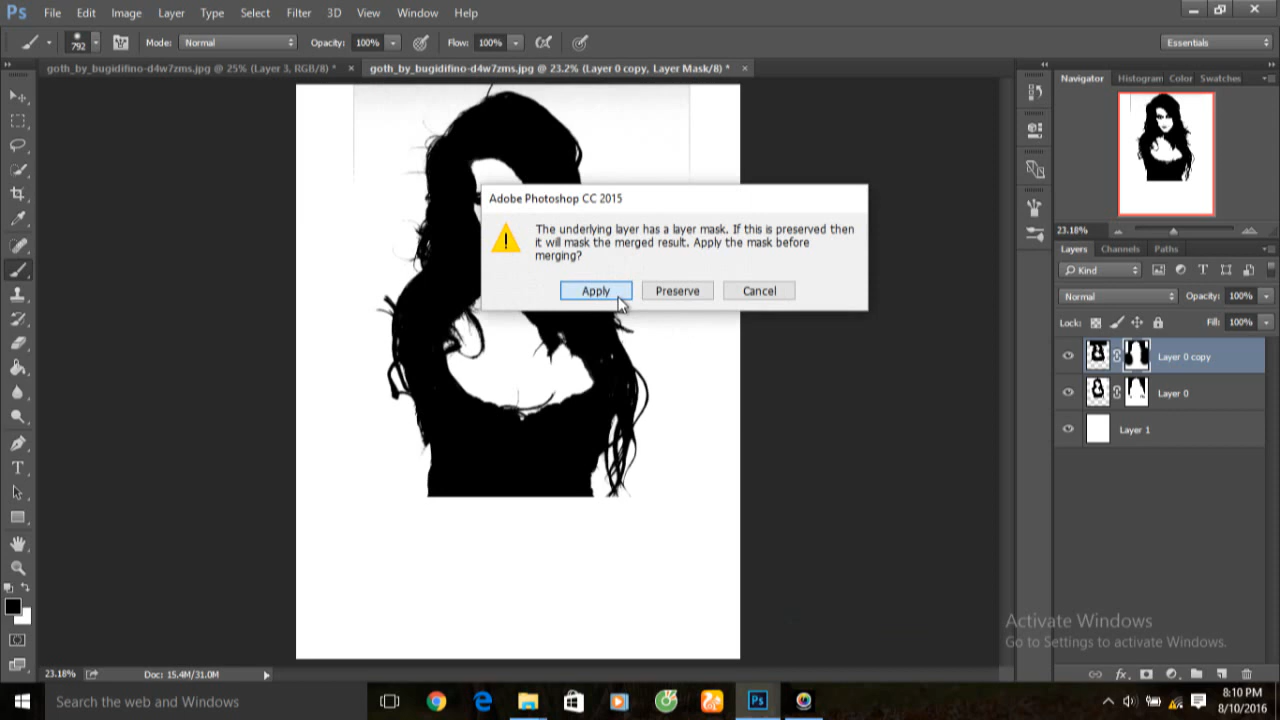 Ps File Edit Image Layer Type Select Filter 3D View Window Help
792 Mode: Normal Opacity: 100% Flow: 100% Essentials
goth_by_bugidifino-d4w7zms.jpg @ 25% (Layer 3, RGB/8) * × goth_by_bugidifino-d4w7zms.jpg @ 23.2% (Layer 0 copy, Layer Mask/8) * ×
Navigator Histogram Color Swatches
Adobe Photoshop CC 2015
The underlying layer has a layer mask. If this is preserved then
it will mask the merged result. Apply the mask before
merging?
Apply Preserve Cancel
23.18%
Layers Channels Paths
Kind
Normal Opacity: 100%
Lock: Fill: 100%
Layer 0 copy
Layer 0
Layer 1
Activate Windows
Go to Settings to activate Windows.
23.18% Doc: 15.4M/31.0M
Search the web and Windows
Ps
8:10 PM
8/10/2016